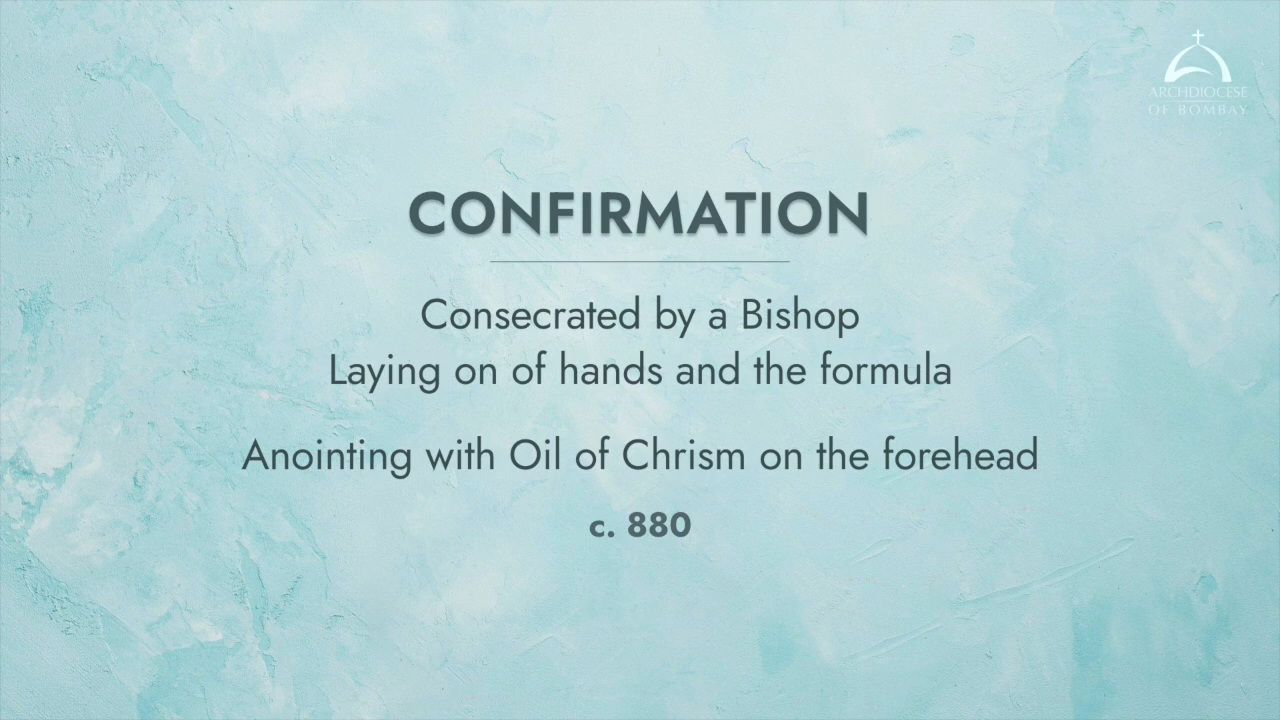 ARCHDIOCESE
OF BOMBAY
CONFIRMATION
Consecrated by a Bishop
Laying on of hands and the formula
Anointing with Oil of Chrism on the forehead
c. 880